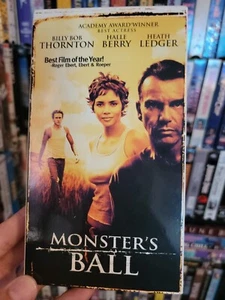 ACADEMY AWARD WINNER
BEST ACTRESS
BILLY BOB THORNTON
HALLE BERRY
HEATH LEDGER
Best Film of the Year!
-Roger Ebert, Ebert & Roeper
MONSTER'S
BALL